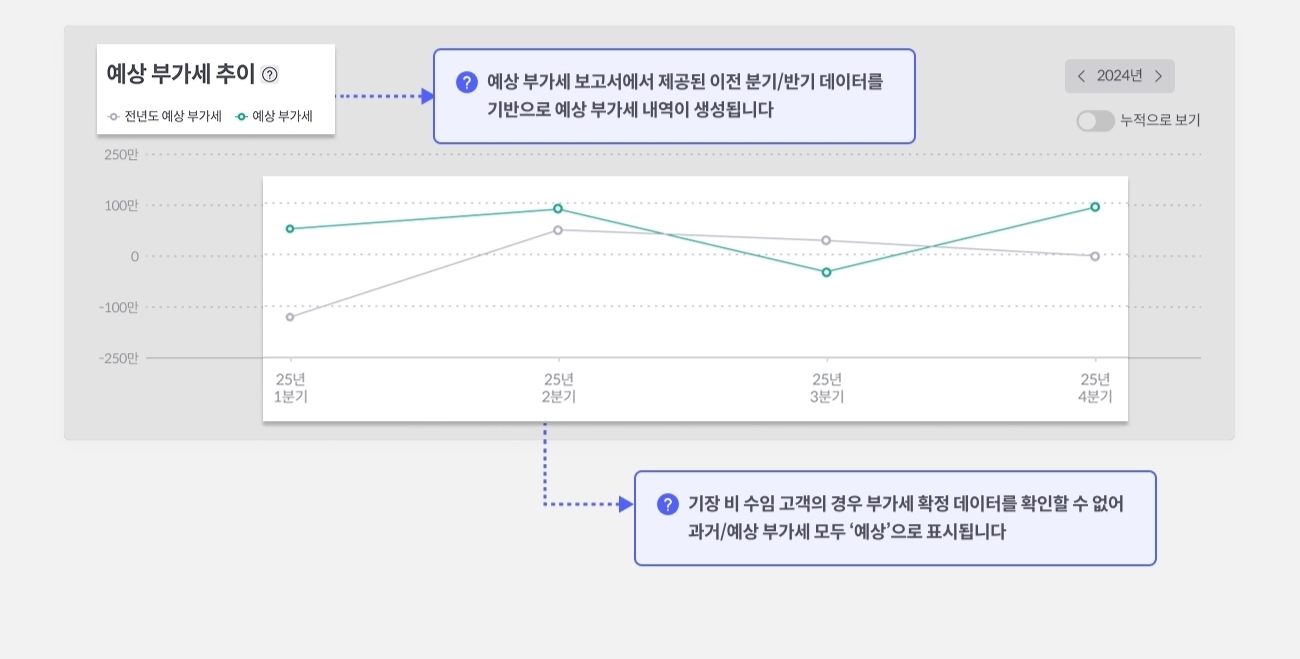 예상 부가세 추이 ?
전년도 예상 부가세 예상 부가세
? 예상 부가세 보고서에서 제공된 이전 분기/반기 데이터를
기반으로 예상 부가세 내역이 생성됩니다
< 2024년 >
누적으로 보기
250만
100만
0
-100만
-250만
25년
1분기
25년
2분기
25년
3분기
25년
4분기
? 기장 비 수임 고객의 경우 부가세 확정 데이터를 확인할 수 없어
과거/예상 부가세 모두 ‘예상’으로 표시됩니다